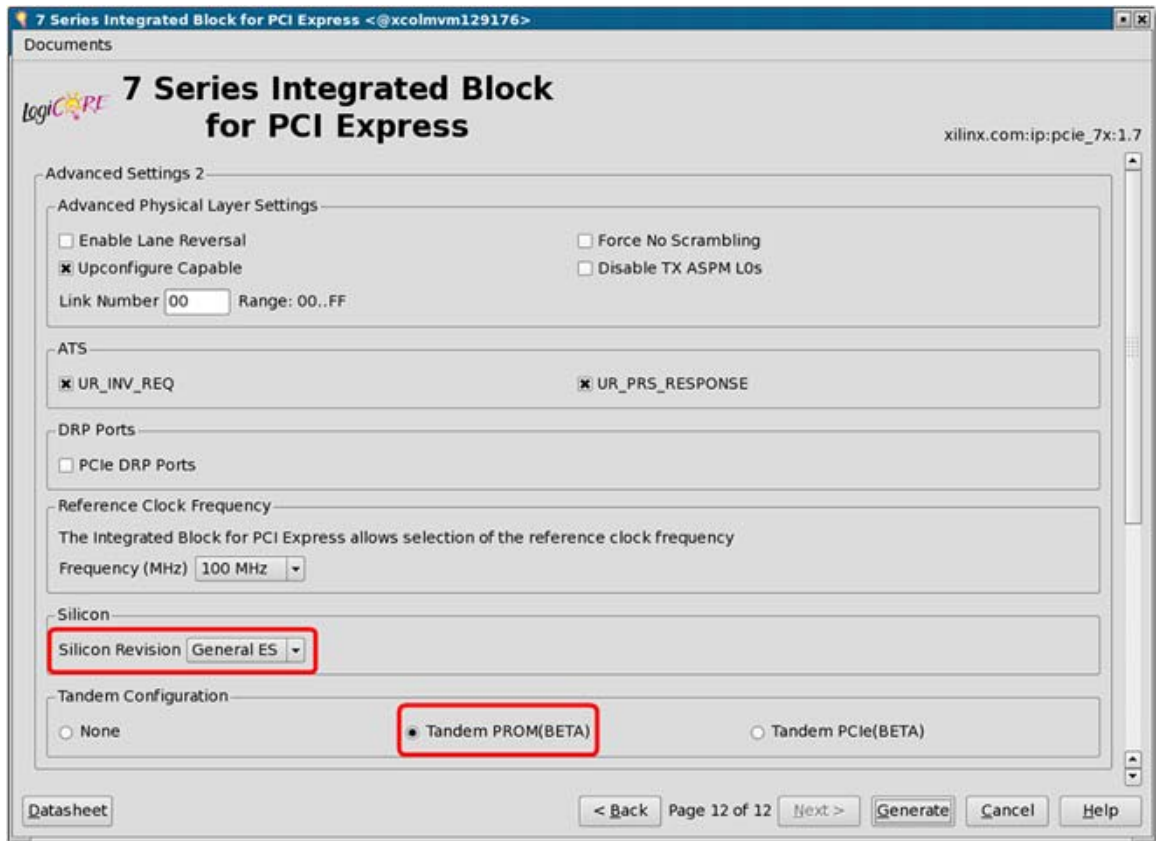 7 Series Integrated Block for PCI Express <@xcolmvm129176>
Documents
LogiCORE
7 Series Integrated Block
for PCI Express
xilinx.com:ip:pcie_7x:1.7
Advanced Settings 2
Advanced Physical Layer Settings
Enable Lane Reversal Force No Scrambling
Upconfigure Capable Disable TX ASPM L0s
Link Number 00 Range: 00..FF
ATS
UR_INV_REQ UR_PRS_RESPONSE
DRP Ports
PCIe DRP Ports
Reference Clock Frequency
The Integrated Block for PCI Express allows selection of the reference clock frequency
Frequency (MHz) 100 MHz
Silicon
Silicon Revision General ES
Tandem Configuration
None Tandem PROM(BETA) Tandem PCIe(BETA)
Datasheet < Back Page 12 of 12 Next > Generate Cancel Help